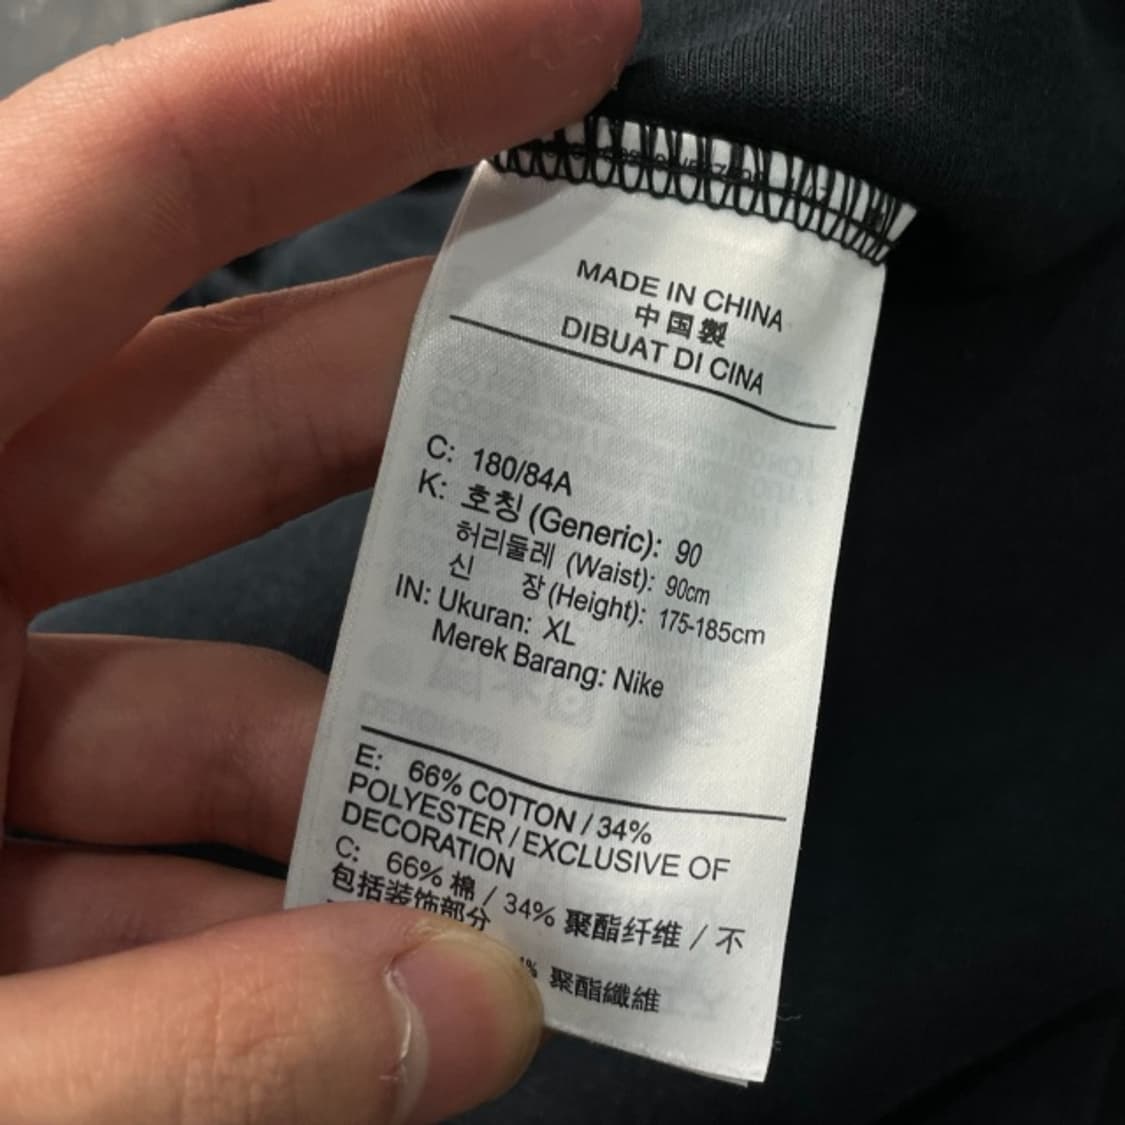 MADE IN CHINA
中国製
DIBUAT DI CINA
C: 180/84A
K: 호칭 (Generic): 90
허리둘레 (Waist): 90cm
신 장 (Height): 175-185cm
IN: Ukuran: XL
Merek Barang: Nike
E: 66% COTTON / 34%
POLYESTER / EXCLUSIVE OF
DECORATION
C: 66% 棉 / 34% 聚酯纤维 / 不
包括装饰部分
% 聚酯纖維